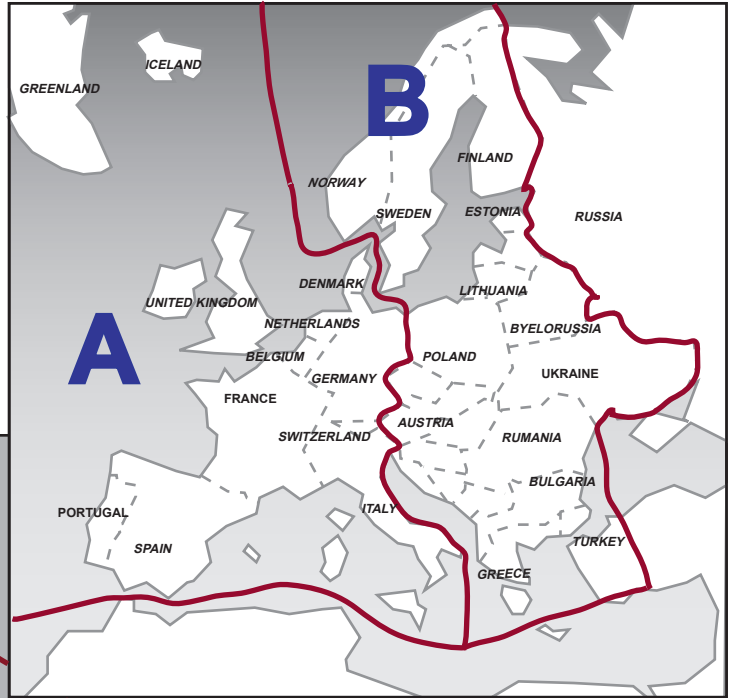 B
ICELAND
GREENLAND
FINLAND
NORWAY
SWEDEN
ESTONIA
RUSSIA
DENMARK
LITHUANIA
UNITED KINGDOM
A
NETHERLANDS
BYELORUSSIA
BELGIUM
POLAND
GERMANY
UKRAINE
FRANCE
AUSTRIA
SWITZERLAND
RUMANIA
BULGARIA
ITALY
PORTUGAL
TURKEY
SPAIN
GREECE